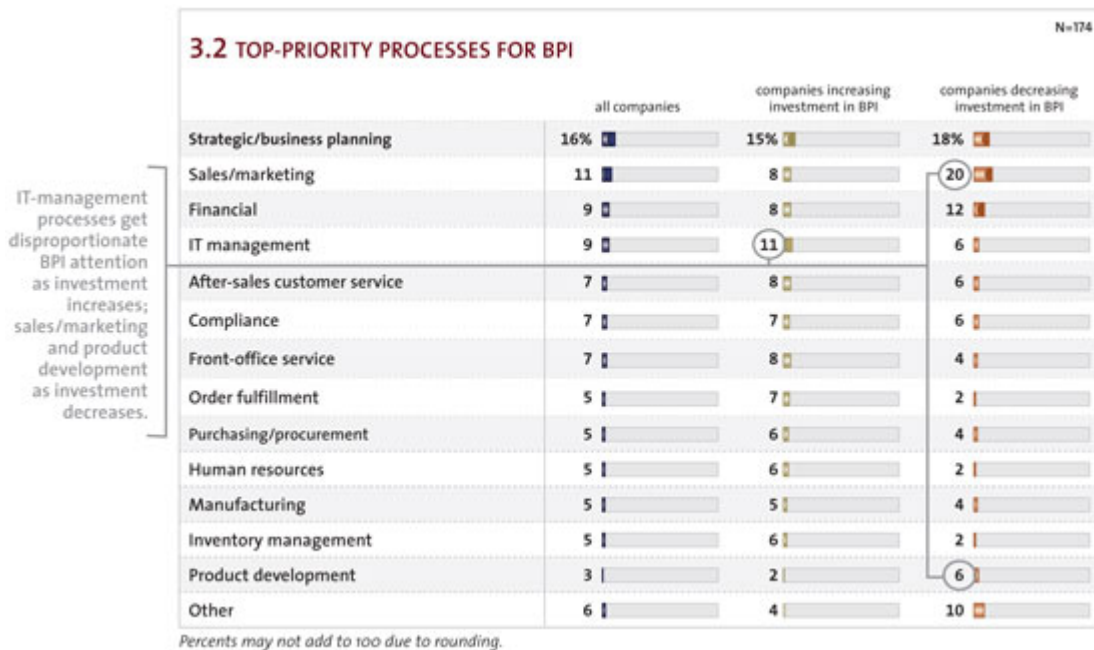 N=174
3.2 TOP-PRIORITY PROCESSES FOR BPI
all companies
companies increasing
investment in BPI
companies decreasing
investment in BPI
Strategic/business planning 16% 15% 18%
Sales/marketing 11 8 20
Financial 9 8 12
IT management 9 11 6
After-sales customer service 7 8 6
Compliance 7 7 6
Front-office service 7 8 4
Order fulfillment 5 7 2
Purchasing/procurement 5 6 4
Human resources 5 6 2
Manufacturing 5 5 4
Inventory management 5 6 2
Product development 3 2 6
Other 6 4 10
IT-management
processes get
disproportionate
BPI attention
as investment
increases;
sales/marketing
and product
development
as investment
decreases.
Percents may not add to 100 due to rounding.